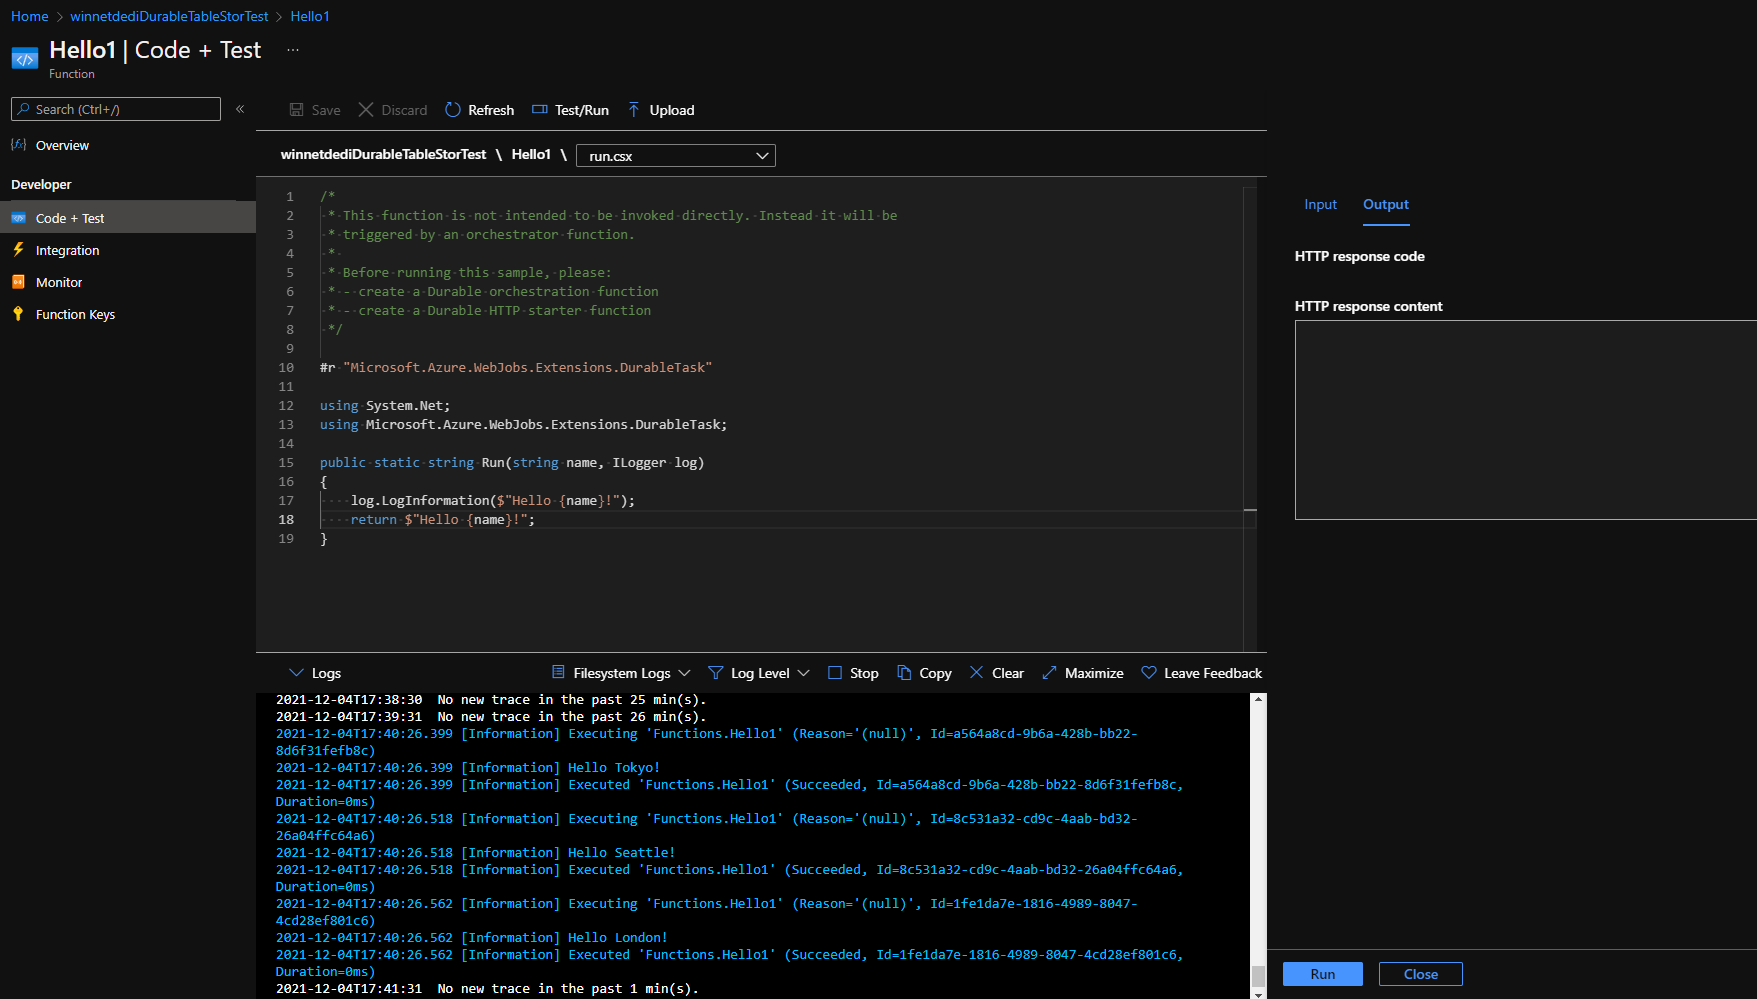 Home > winnetdediDurableTableStorTest > Hello1
Hello1 | Code + Test ...
Function
Search (Ctrl+/)
«
Overview
Developer
Code + Test
Integration
Monitor
Function Keys
Save Discard Refresh Test/Run Upload
winnetdediDurableTableStorTest \ Hello1 \ run.csx
1 /*
2 * This function is not intended to be invoked directly. Instead it will be
3 * triggered by an orchestrator function.
4 *
5 * Before running this sample, please:
6 * - create a Durable orchestration function
7 * - create a Durable HTTP starter function
8 */
9
10 #r "Microsoft.Azure.WebJobs.Extensions.DurableTask"
11
12 using System.Net;
13 using Microsoft.Azure.WebJobs.Extensions.DurableTask;
14
15 public static string Run(string name, ILogger log)
16 {
17 log.LogInformation($"Hello {name}!");
18 return $"Hello {name}!";
19 }
Logs Filesystem Logs Log Level Stop Copy Clear Maximize Leave Feedback
2021-12-04T17:38:30 No new trace in the past 25 min(s).
2021-12-04T17:39:31 No new trace in the past 26 min(s).
2021-12-04T17:40:26.399 [Information] Executing 'Functions.Hello1' (Reason='(null)', Id=a564a8cd-9b6a-428b-bb22-
8d6f31fefb8c)
2021-12-04T17:40:26.399 [Information] Hello Tokyo!
2021-12-04T17:40:26.399 [Information] Executed 'Functions.Hello1' (Succeeded, Id=a564a8cd-9b6a-428b-bb22-8d6f31fefb8c,
Duration=0ms)
2021-12-04T17:40:26.518 [Information] Executing 'Functions.Hello1' (Reason='(null)', Id=8c531a32-cd9c-4aab-bd32-
26a04ffc64a6)
2021-12-04T17:40:26.518 [Information] Hello Seattle!
2021-12-04T17:40:26.518 [Information] Executed 'Functions.Hello1' (Succeeded, Id=8c531a32-cd9c-4aab-bd32-26a04ffc64a6,
Duration=0ms)
2021-12-04T17:40:26.562 [Information] Executing 'Functions.Hello1' (Reason='(null)', Id=1fe1da7e-1816-4989-8047-
4cd28ef801c6)
2021-12-04T17:40:26.562 [Information] Hello London!
2021-12-04T17:40:26.562 [Information] Executed 'Functions.Hello1' (Succeeded, Id=1fe1da7e-1816-4989-8047-4cd28ef801c6,
Duration=0ms)
2021-12-04T17:41:31 No new trace in the past 1 min(s).
Input Output
HTTP response code
HTTP response content
Run Close